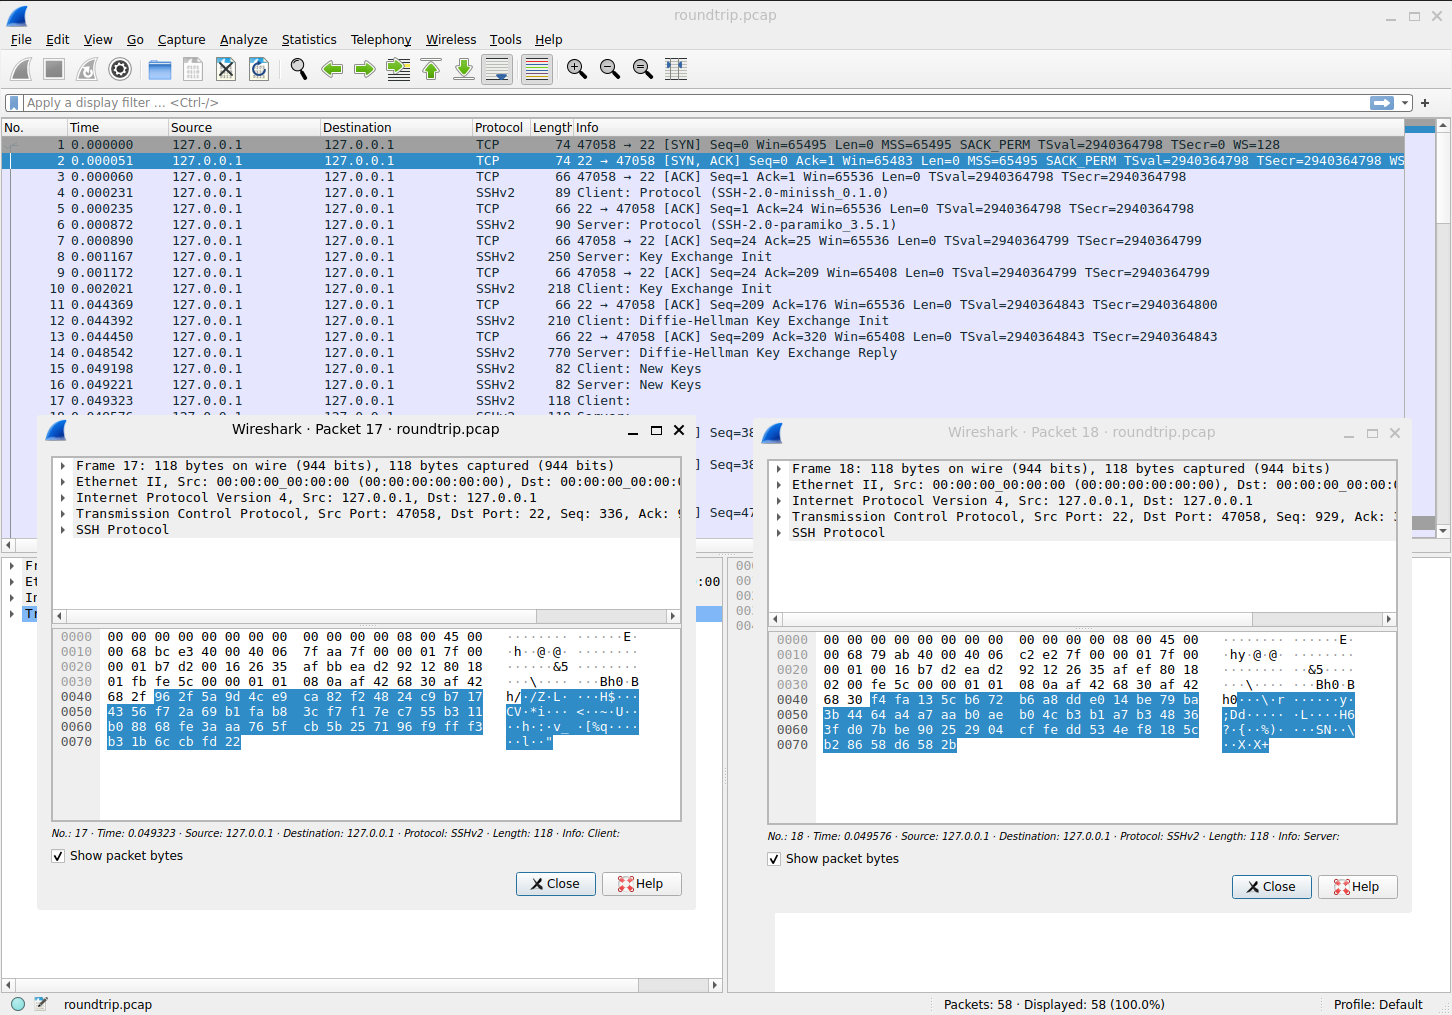 roundtrip.pcap
File Edit View Go Capture Analyze Statistics Telephony Wireless Tools Help
Apply a display filter ... <Ctrl-/>
No. Time Source Destination Protocol Length Info
1 0.000000 127.0.0.1 127.0.0.1 TCP 74 47058 → 22 [SYN] Seq=0 Win=65495 Len=0 MSS=65495 SACK_PERM TSval=2940364798 TSecr=0 WS=128
2 0.000051 127.0.0.1 127.0.0.1 TCP 74 22 → 47058 [SYN, ACK] Seq=0 Ack=1 Win=65483 Len=0 MSS=65495 SACK_PERM TSval=2940364798 TSecr=2940364798 WS
3 0.000060 127.0.0.1 127.0.0.1 TCP 66 47058 → 22 [ACK] Seq=1 Ack=1 Win=65536 Len=0 TSval=2940364798 TSecr=2940364798
4 0.000231 127.0.0.1 127.0.0.1 SSHv2 89 Client: Protocol (SSH-2.0-minissh_0.1.0)
5 0.000235 127.0.0.1 127.0.0.1 TCP 66 22 → 47058 [ACK] Seq=1 Ack=24 Win=65536 Len=0 TSval=2940364798 TSecr=2940364798
6 0.000872 127.0.0.1 127.0.0.1 SSHv2 90 Server: Protocol (SSH-2.0-paramiko_3.5.1)
7 0.000890 127.0.0.1 127.0.0.1 TCP 66 47058 → 22 [ACK] Seq=24 Ack=25 Win=65536 Len=0 TSval=2940364799 TSecr=2940364799
8 0.001167 127.0.0.1 127.0.0.1 SSHv2 250 Server: Key Exchange Init
9 0.001172 127.0.0.1 127.0.0.1 TCP 66 47058 → 22 [ACK] Seq=24 Ack=209 Win=65408 Len=0 TSval=2940364799 TSecr=2940364799
10 0.002021 127.0.0.1 127.0.0.1 SSHv2 218 Client: Key Exchange Init
11 0.044369 127.0.0.1 127.0.0.1 TCP 66 22 → 47058 [ACK] Seq=209 Ack=176 Win=65536 Len=0 TSval=2940364843 TSecr=2940364800
12 0.044392 127.0.0.1 127.0.0.1 SSHv2 210 Client: Diffie-Hellman Key Exchange Init
13 0.044450 127.0.0.1 127.0.0.1 TCP 66 22 → 47058 [ACK] Seq=209 Ack=320 Win=65408 Len=0 TSval=2940364843 TSecr=2940364843
14 0.048542 127.0.0.1 127.0.0.1 SSHv2 770 Server: Diffie-Hellman Key Exchange Reply
15 0.049198 127.0.0.1 127.0.0.1 SSHv2 82 Client: New Keys
16 0.049221 127.0.0.1 127.0.0.1 SSHv2 82 Server: New Keys
17 0.049323 127.0.0.1 127.0.0.1 SSHv2 118 Client:
] Seq=38
] Seq=38
] Seq=47
Fr
Et :00
In
Tr
Wireshark · Packet 17 · roundtrip.pcap
Frame 17: 118 bytes on wire (944 bits), 118 bytes captured (944 bits)
Ethernet II, Src: 00:00:00_00:00:00 (00:00:00:00:00:00), Dst: 00:00:00_00:00:0
Internet Protocol Version 4, Src: 127.0.0.1, Dst: 127.0.0.1
Transmission Control Protocol, Src Port: 47058, Dst Port: 22, Seq: 336, Ack: 9
SSH Protocol
0000 00 00 00 00 00 00 00 00 00 00 00 00 08 00 45 00 ········ ······E·
0010 00 68 bc e3 40 00 40 06 7f aa 7f 00 00 01 7f 00 ·h··@·@· ········
0020 00 01 b7 d2 00 16 26 35 af bb ea d2 92 12 80 18 ······&5 ········
0030 01 fb fe 5c 00 00 01 01 08 0a af 42 68 30 af 42 ···\···· ···Bh0·B
0040 68 2f 96 2f 5a 9d 4c e9 ca 82 f2 48 24 c9 b7 17 h/·/Z·L· ···H$···
0050 43 56 f7 2a 69 b1 fa b8 3c f7 f1 7e c7 55 b3 11 CV·*i··· <··~·U··
0060 b0 88 68 fe 3a aa 76 5f cb 5b 25 71 96 f9 ff f3 ··h·:·v_ ·[%q····
0070 b3 1b 6c cb fd 22 ··l··"
No.: 17 · Time: 0.049323 · Source: 127.0.0.1 · Destination: 127.0.0.1 · Protocol: SSHv2 · Length: 118 · Info: Client:
Show packet bytes
Close Help
Wireshark · Packet 18 · roundtrip.pcap
Frame 18: 118 bytes on wire (944 bits), 118 bytes captured (944 bits)
Ethernet II, Src: 00:00:00_00:00:00 (00:00:00:00:00:00), Dst: 00:00:00_00:00:0
Internet Protocol Version 4, Src: 127.0.0.1, Dst: 127.0.0.1
Transmission Control Protocol, Src Port: 22, Dst Port: 47058, Seq: 929, Ack:
SSH Protocol
0000 00 00 00 00 00 00 00 00 00 00 00 00 08 00 45 00 ········ ······E·
0010 00 68 79 ab 40 00 40 06 c2 e2 7f 00 00 01 7f 00 ·hy·@·@· ········
0020 00 01 00 16 b7 d2 ea d2 92 12 26 35 af ef 80 18 ········ ··&5····
0030 02 00 fe 5c 00 00 01 01 08 0a af 42 68 30 af 42 ···\···· ···Bh0·B
0040 68 30 f4 fa 13 5c b6 72 b6 a8 dd e0 14 be 79 ba h0···\·r ······y·
0050 3b 44 64 a4 a7 aa b0 ae b0 4c b3 b1 a7 b3 48 36 ;Dd····· ·L····H6
0060 3f d0 7b be 90 25 29 04 cf fe dd 53 4e f8 18 5c ?·{··%)· ···SN··\
0070 b2 86 58 d6 58 2b ··X·X+
No.: 18 · Time: 0.049576 · Source: 127.0.0.1 · Destination: 127.0.0.1 · Protocol: SSHv2 · Length: 118 · Info: Server:
Show packet bytes
Close Help
roundtrip.pcap Packets: 58 · Displayed: 58 (100.0%) Profile: Default